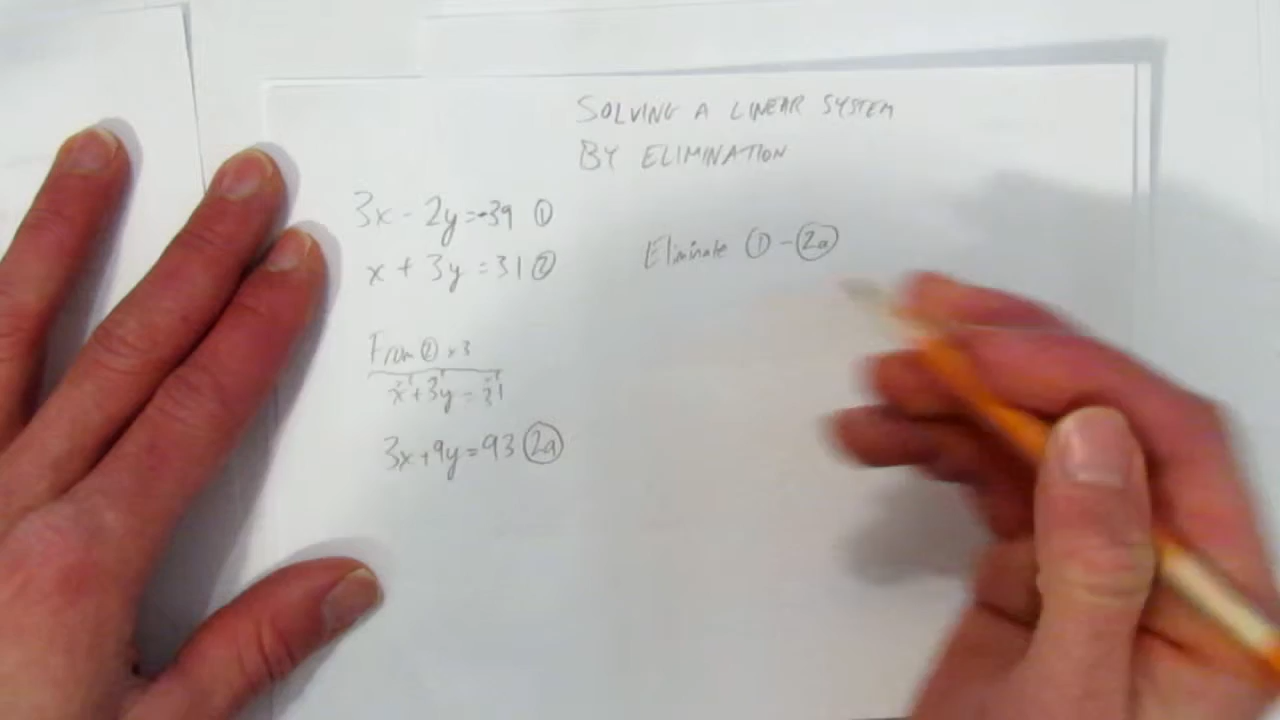 SOLVING A LINEAR SYSTEM
BY ELIMINATION
3x - 2y = -39 ①
x + 3y = 31 ②
From ② x 3
x + 3y = 31
3x + 9y = 93 (2a)
Eliminate ① - (2a)